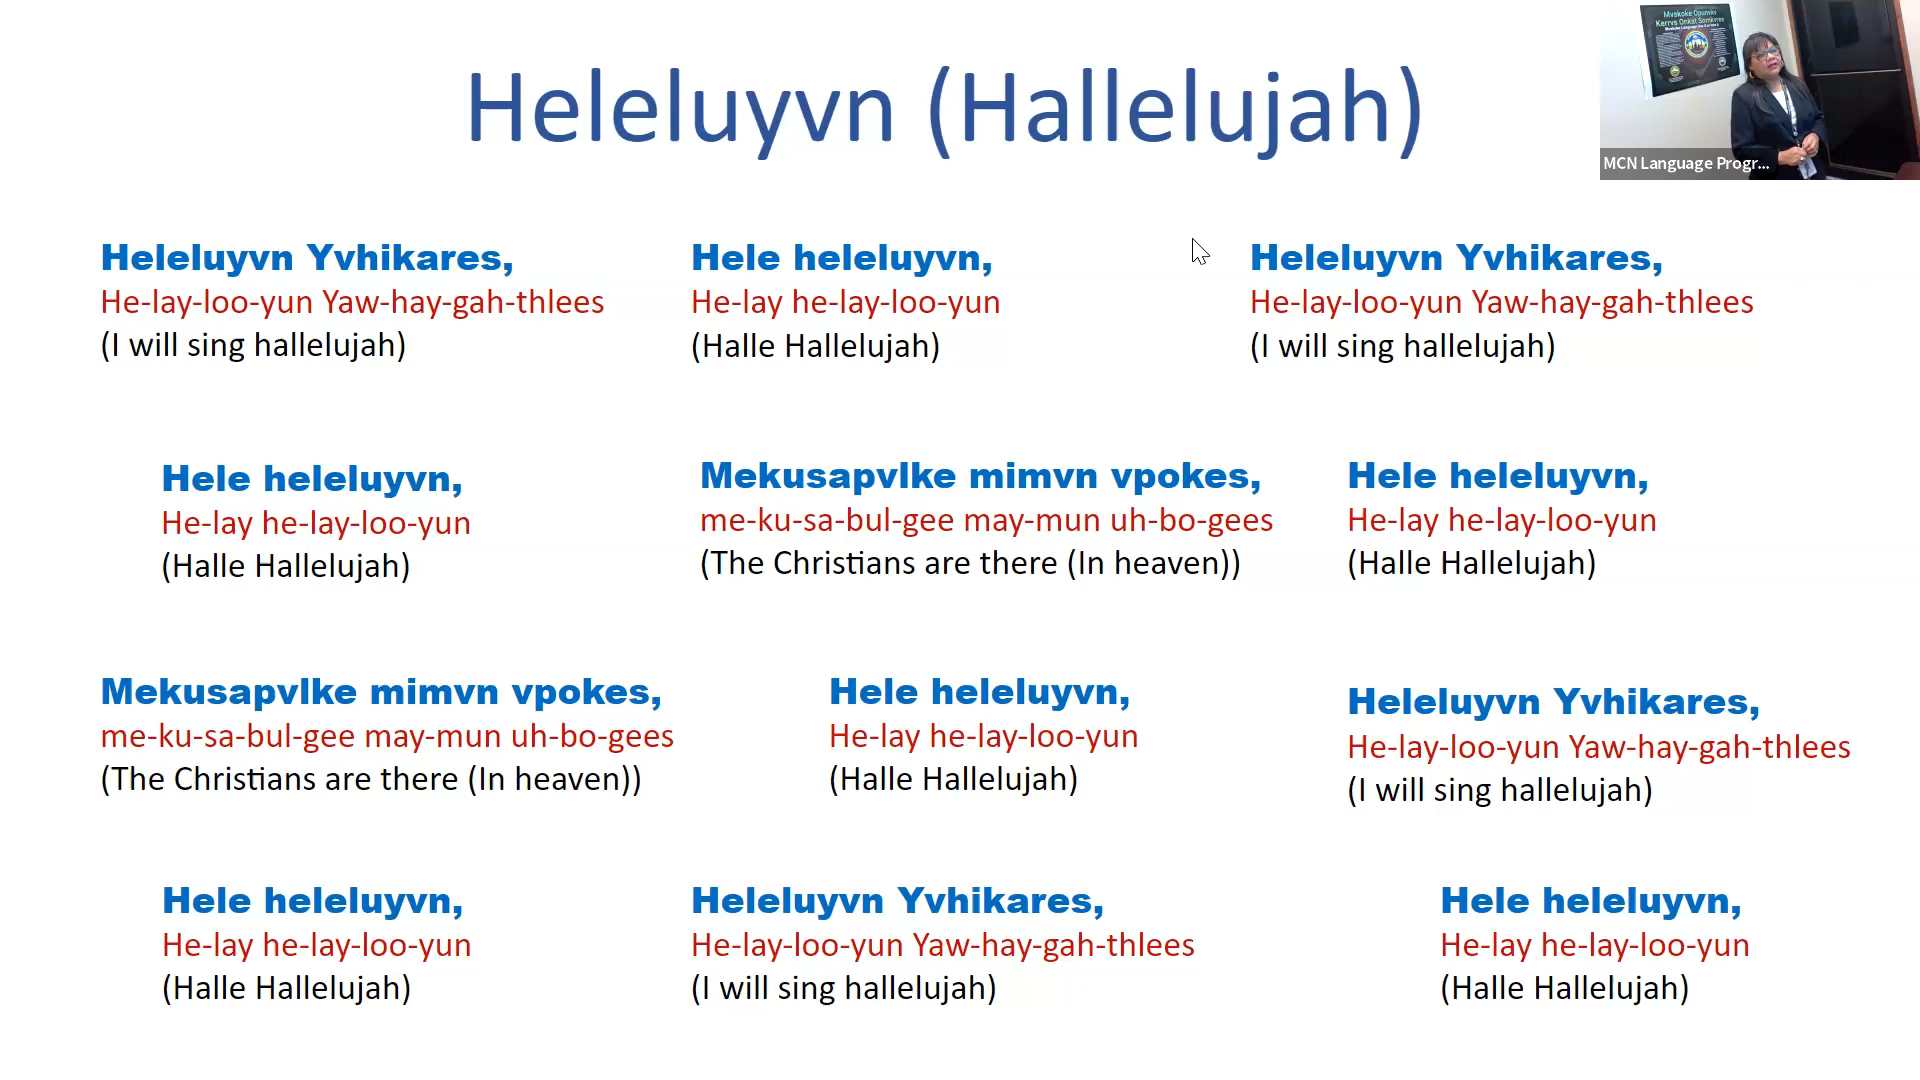 Heleluyvn (Hallelujah)
Mvskoke Opunvkv
MCN Language Progr...
Heleluyvn Yvhikares,
He-lay-loo-yun Yaw-hay-gah-thlees
(I will sing hallelujah)
Hele heleluyvn,
He-lay he-lay-loo-yun
(Halle Hallelujah)
Heleluyvn Yvhikares,
He-lay-loo-yun Yaw-hay-gah-thlees
(I will sing hallelujah)
Hele heleluyvn,
He-lay he-lay-loo-yun
(Halle Hallelujah)
Mekusapvlke mimvn vpokes,
me-ku-sa-bul-gee may-mun uh-bo-gees
(The Christians are there (In heaven))
Hele heleluyvn,
He-lay he-lay-loo-yun
(Halle Hallelujah)
Mekusapvlke mimvn vpokes,
me-ku-sa-bul-gee may-mun uh-bo-gees
(The Christians are there (In heaven))
Hele heleluyvn,
He-lay he-lay-loo-yun
(Halle Hallelujah)
Heleluyvn Yvhikares,
He-lay-loo-yun Yaw-hay-gah-thlees
(I will sing hallelujah)
Hele heleluyvn,
He-lay he-lay-loo-yun
(Halle Hallelujah)
Heleluyvn Yvhikares,
He-lay-loo-yun Yaw-hay-gah-thlees
(I will sing hallelujah)
Hele heleluyvn,
He-lay he-lay-loo-yun
(Halle Hallelujah)